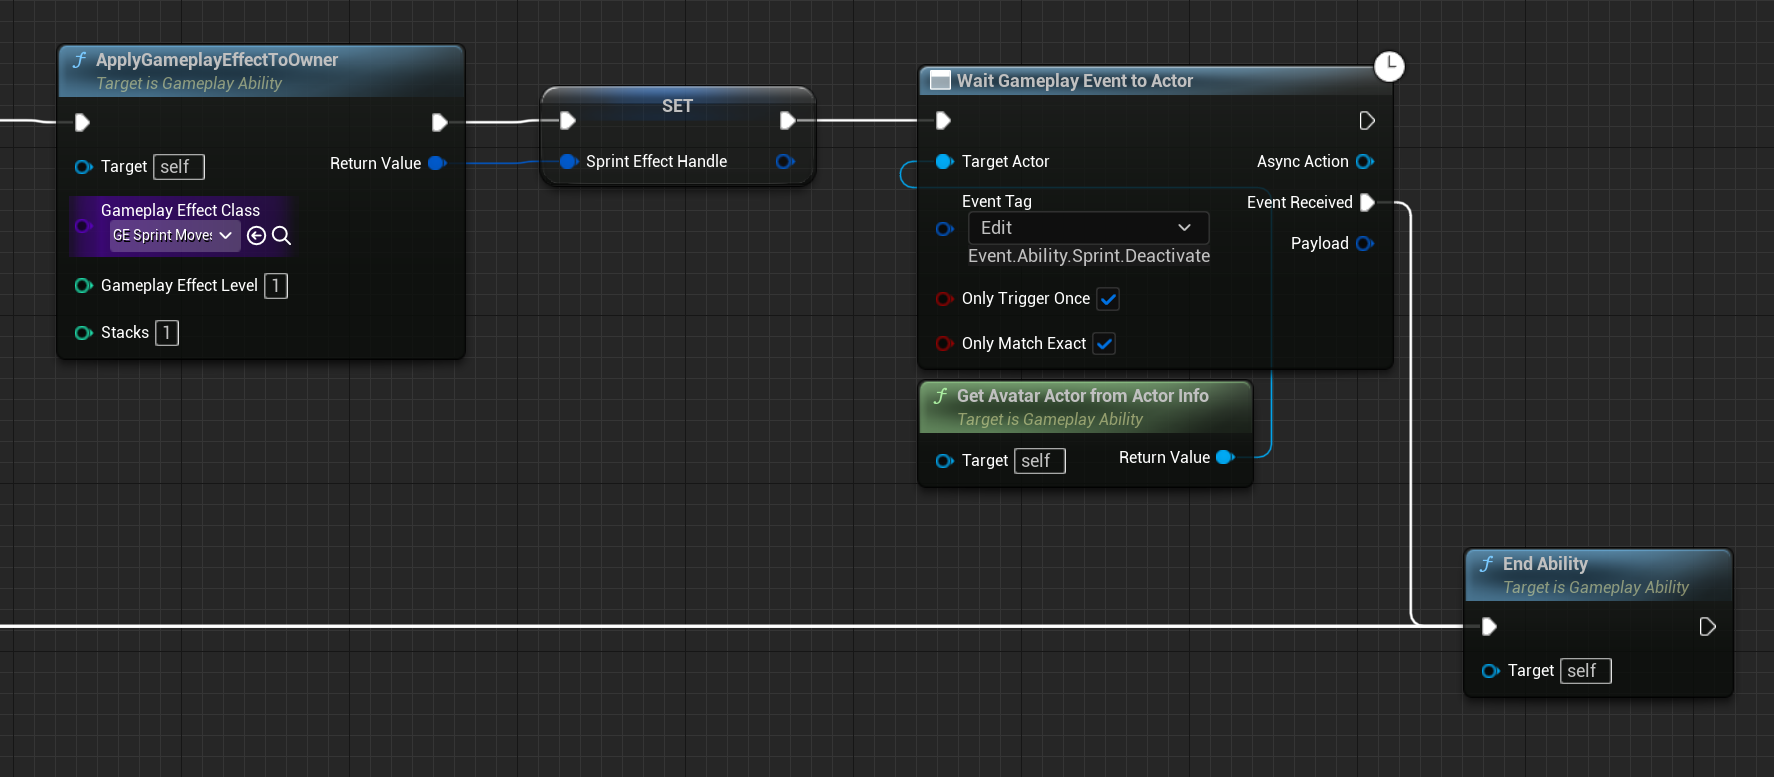 ApplyGameplayEffectToOwner
Target is Gameplay Ability
Target self
Return Value
Gameplay Effect Class
GE Sprint Move
Gameplay Effect Level 1
Stacks 1
SET
Sprint Effect Handle
Wait Gameplay Event to Actor
Target Actor
Async Action
Event Tag
Event Received
Edit
Payload
Event.Ability.Sprint.Deactivate
Only Trigger Once
Only Match Exact
Get Avatar Actor from Actor Info
Target is Gameplay Ability
Target self
Return Value
End Ability
Target is Gameplay Ability
Target self